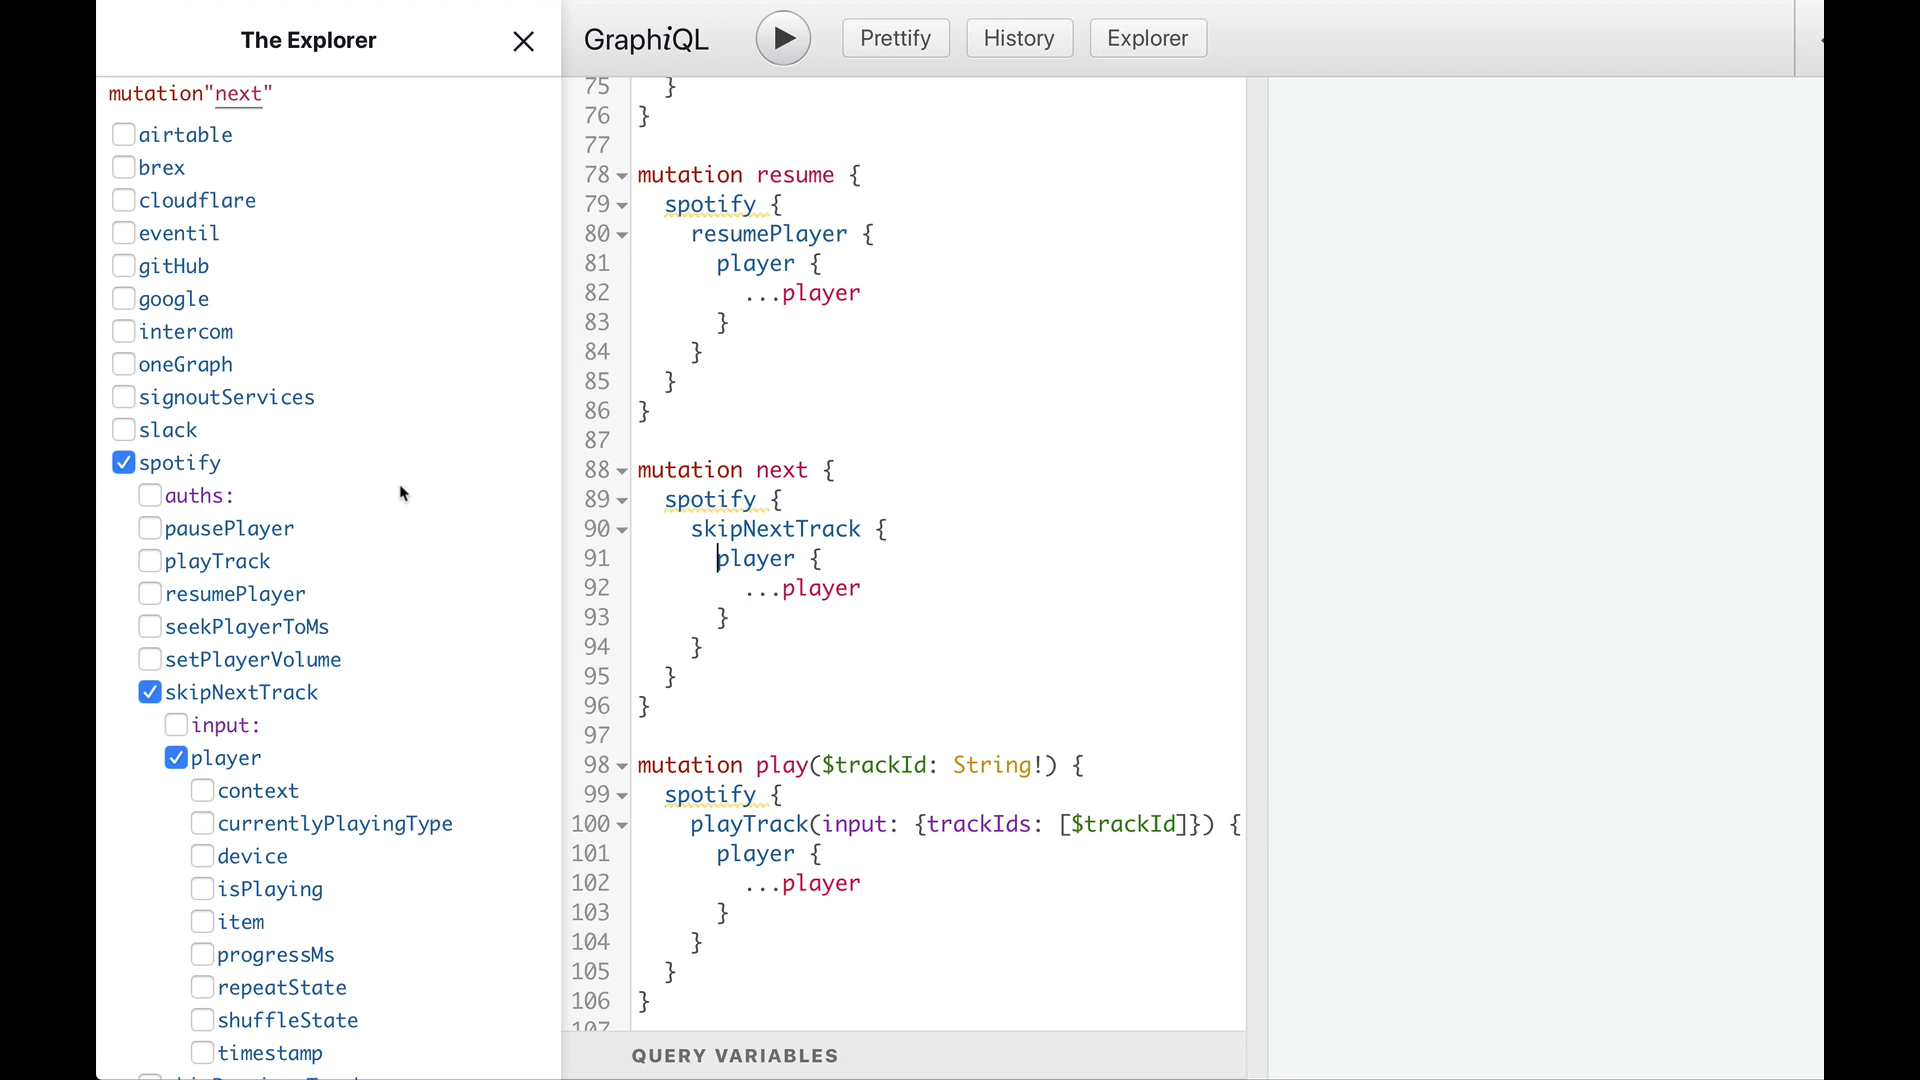 The Explorer
mutation"next"
airtable
brex
cloudflare
eventil
gitHub
google
intercom
oneGraph
signoutServices
slack
spotify
auths:
pausePlayer
playTrack
resumePlayer
seekPlayerToMs
setPlayerVolume
skipNextTrack
input:
player
context
currentlyPlayingType
device
isPlaying
item
progressMs
repeatState
shuffleState
timestamp
GraphiQL
Prettify
History
Explorer
75 }
76 }
77
78 mutation resume {
79 spotify {
80 resumePlayer {
81 player {
82 ...player
83 }
84 }
85 }
86 }
87
88 mutation next {
89 spotify {
90 skipNextTrack {
91 player {
92 ...player
93 }
94 }
95 }
96 }
97
98 mutation play($trackId: String!) {
99 spotify {
100 playTrack(input: {trackIds: [$trackId]}) {
101 player {
102 ...player
103 }
104 }
105 }
106 }
107
QUERY VARIABLES